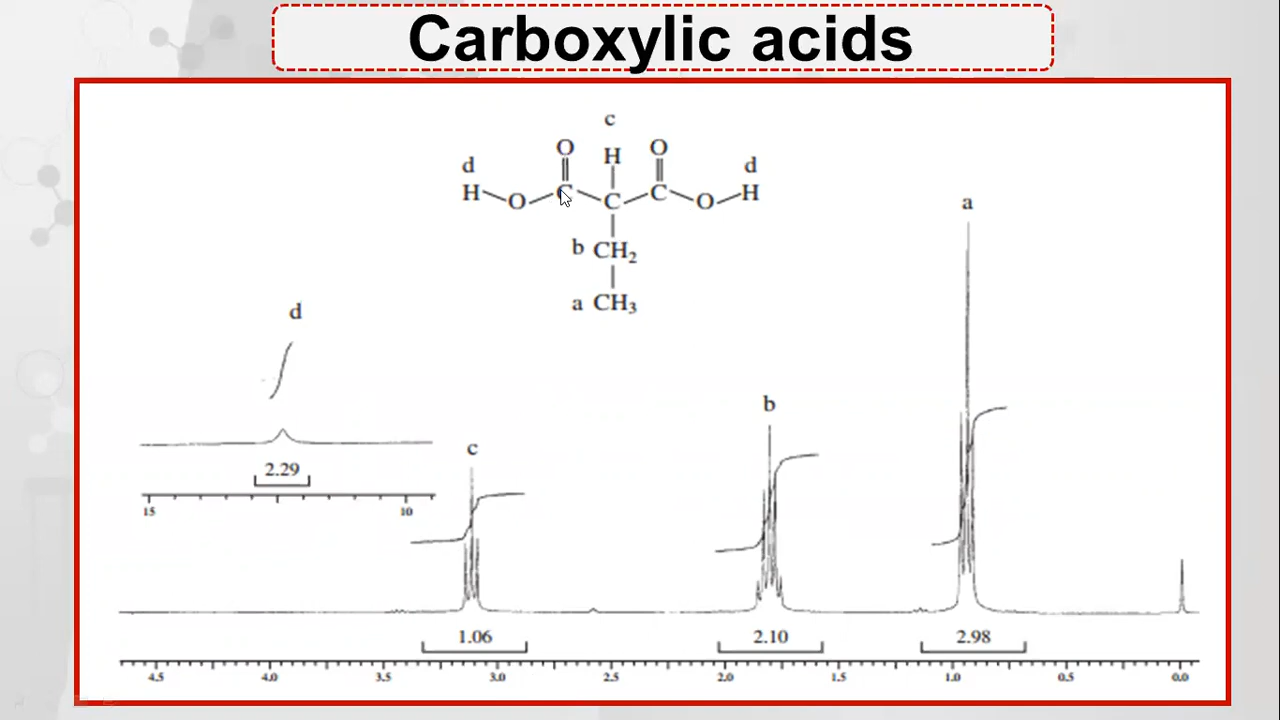 Carboxylic acids
c
O H O
d d
H O C C C O H
b CH₂
a CH₃
a
d
b
c
2.29
15 10
1.06 2.10 2.98
4.5 4.0 3.5 3.0 2.5 2.0 1.5 1.0 0.5 0.0